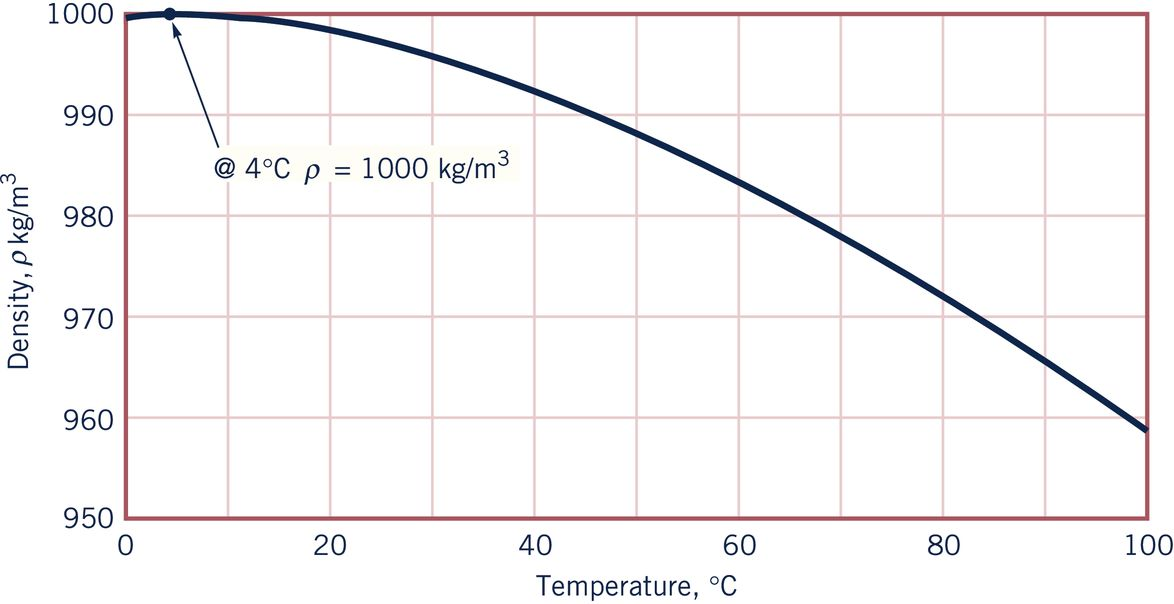 1000
990
980
970
960
950
Density, ρ kg/m³
@ 4°C ρ = 1000 kg/m³
0 20 40 60 80 100
Temperature, °C